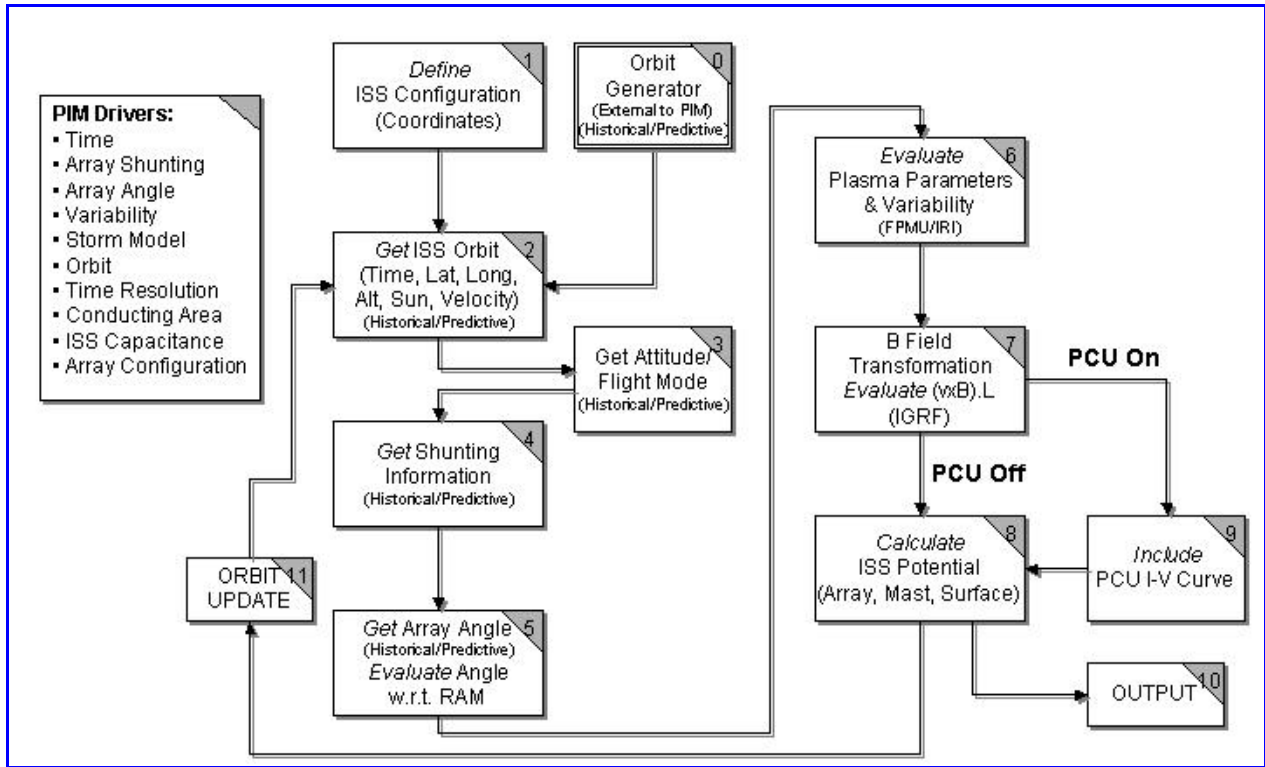 PIM Drivers:
▪ Time
▪ Array Shunting
▪ Array Angle
▪ Variability
▪ Storm Model
▪ Orbit
▪ Time Resolution
▪ Conducting Area
▪ ISS Capacitance
▪ Array Configuration
1
Define
ISS Configuration
(Coordinates)
0
Orbit
Generator
(External to PIM)
(Historical/Predictive)
2
Get ISS Orbit
(Time, Lat, Long,
Alt, Sun, Velocity)
(Historical/Predictive)
3
Get Attitude/
Flight Mode
(Historical/Predictive)
4
Get Shunting
Information
(Historical/Predictive)
5
Get Array Angle
(Historical/Predictive)
Evaluate Angle
w.r.t. RAM
6
Evaluate
Plasma Parameters
& Variability
(FPMU/IRI)
7
B Field
Transformation
Evaluate (vxB).L
(IGRF)
PCU On
PCU Off
8
Calculate
ISS Potential
(Array, Mast, Surface)
9
Include
PCU I-V Curve
10
OUTPUT
11
ORBIT
UPDATE